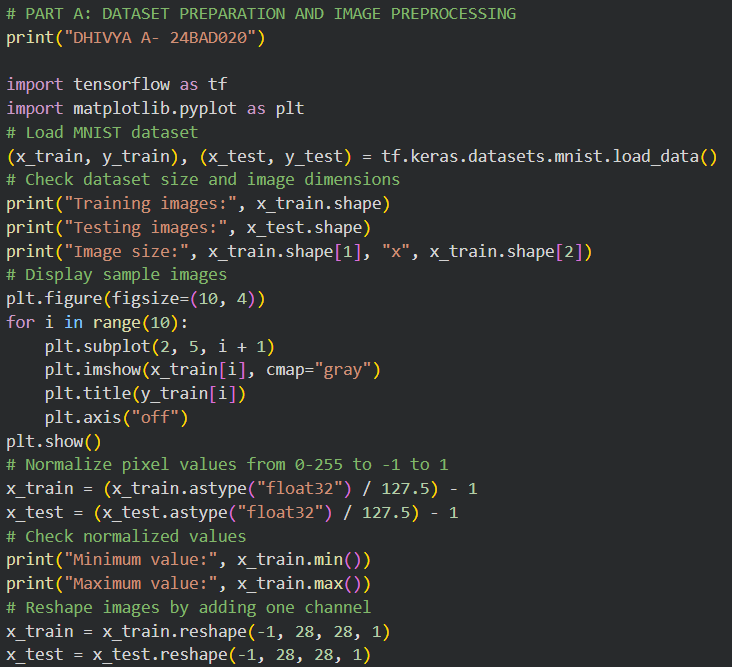 # PART A: DATASET PREPARATION AND IMAGE PREPROCESSING
print("DHIVYA A- 24BAD020")

import tensorflow as tf
import matplotlib.pyplot as plt
# Load MNIST dataset
(x_train, y_train), (x_test, y_test) = tf.keras.datasets.mnist.load_data()
# Check dataset size and image dimensions
print("Training images:", x_train.shape)
print("Testing images:", x_test.shape)
print("Image size:", x_train.shape[1], "x", x_train.shape[2])
# Display sample images
plt.figure(figsize=(10, 4))
for i in range(10):
    plt.subplot(2, 5, i + 1)
    plt.imshow(x_train[i], cmap="gray")
    plt.title(y_train[i])
    plt.axis("off")
plt.show()
# Normalize pixel values from 0-255 to -1 to 1
x_train = (x_train.astype("float32") / 127.5) - 1
x_test = (x_test.astype("float32") / 127.5) - 1
# Check normalized values
print("Minimum value:", x_train.min())
print("Maximum value:", x_train.max())
# Reshape images by adding one channel
x_train = x_train.reshape(-1, 28, 28, 1)
x_test = x_test.reshape(-1, 28, 28, 1)